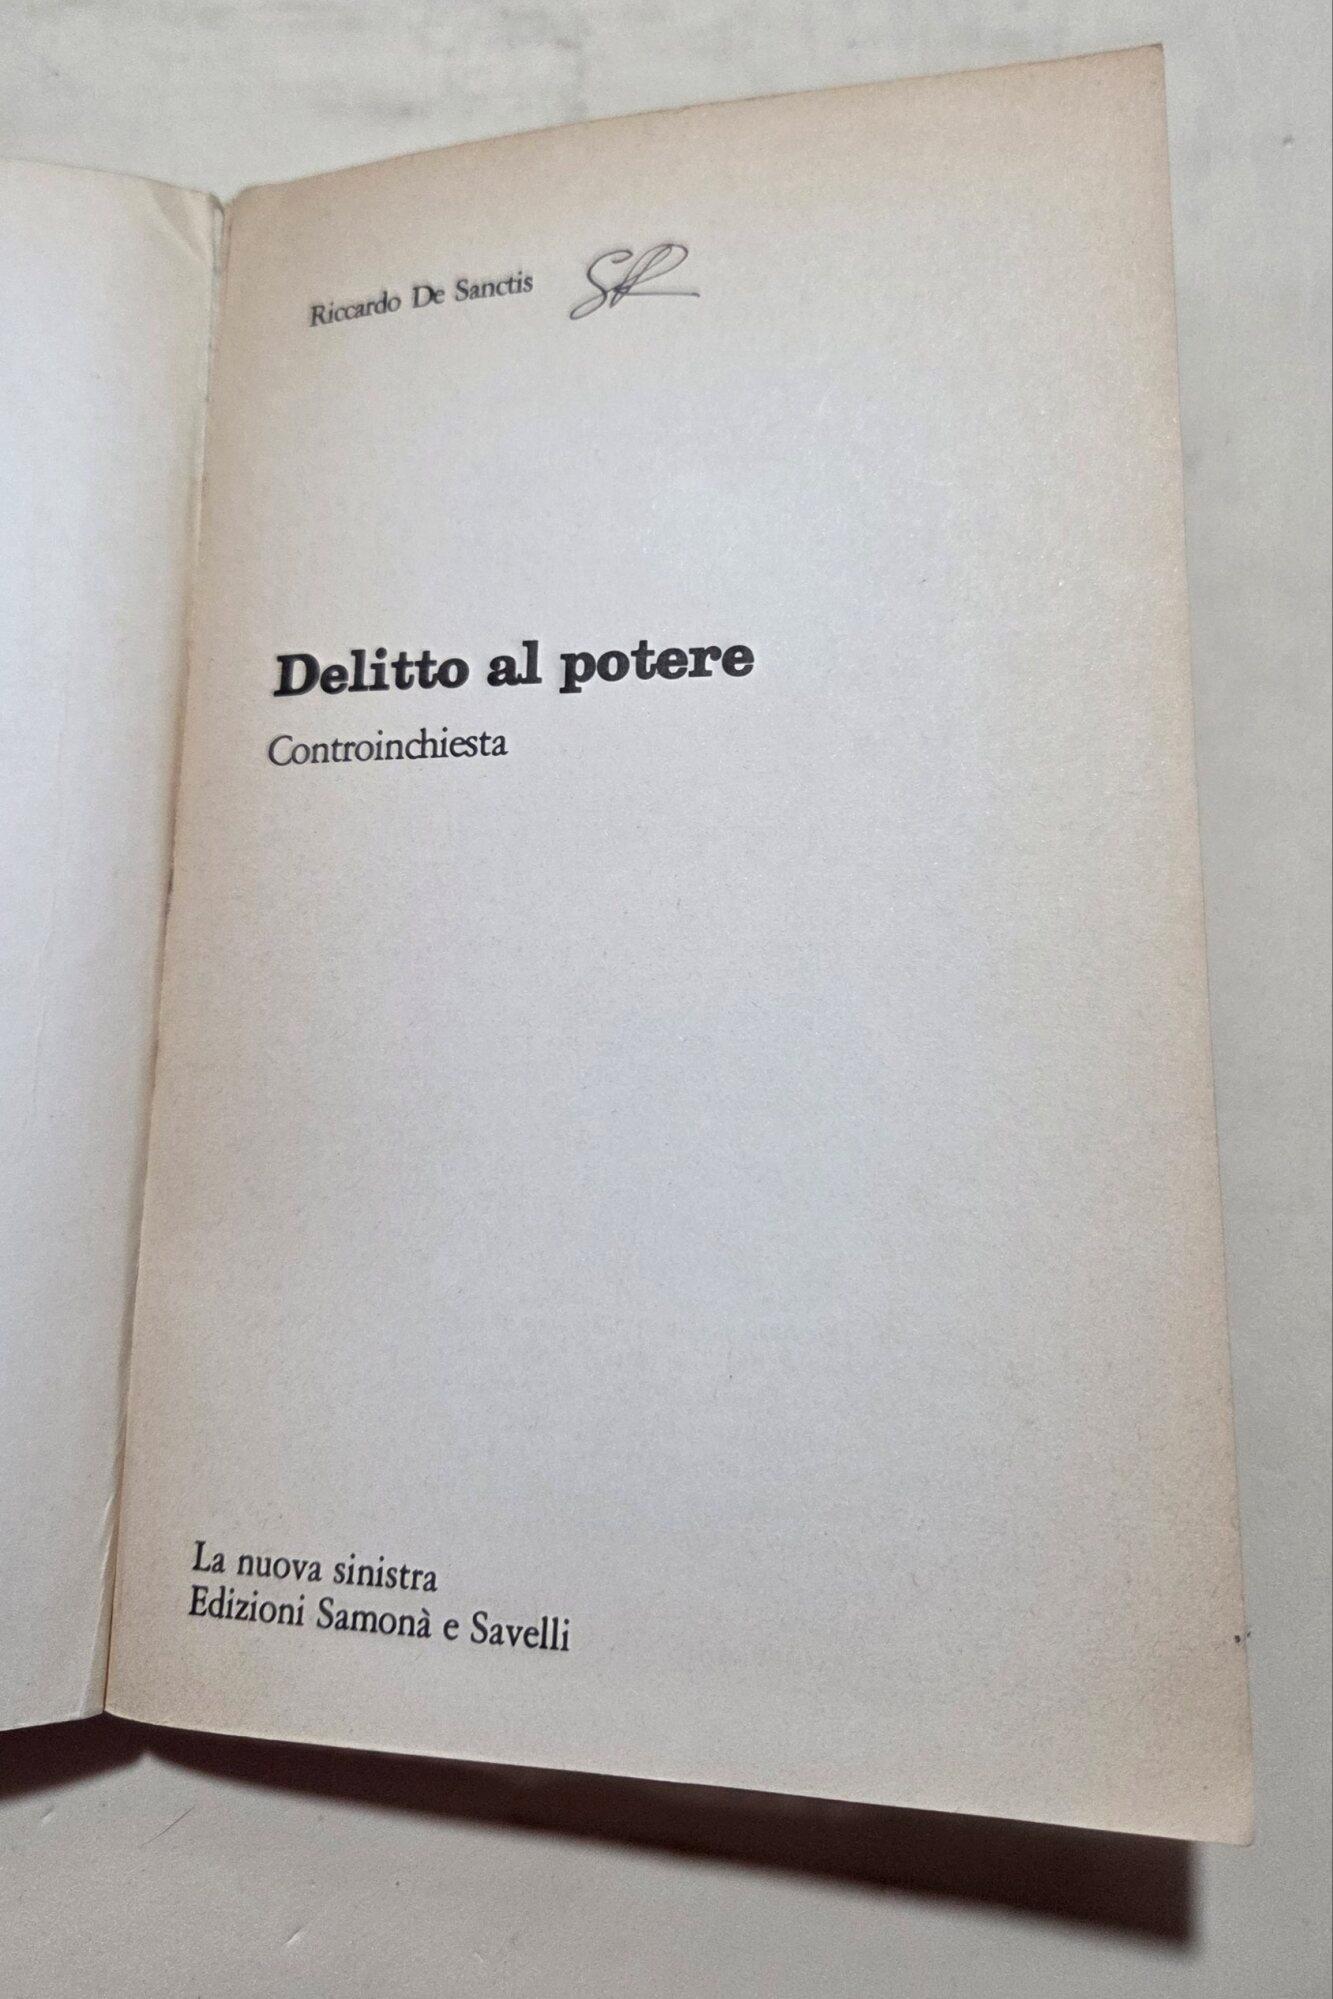 Riccardo De Sanctis
Delitto al potere
Controinchiesta
La nuova sinistra
Edizioni Samonà e Savelli